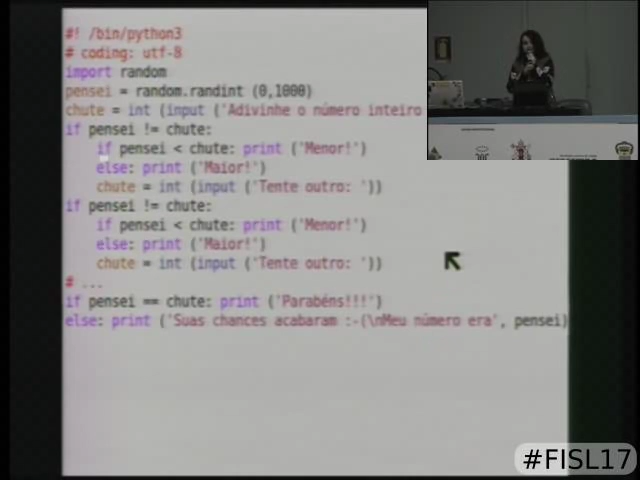 #! /bin/python3
# coding: utf-8
import random
pensei = random.randint (0,1000)
chute = int (input ('Adivinhe o número inteiro
if pensei != chute:
    if pensei < chute: print ('Menor!')
    else: print ('Maior!')
    chute = int (input ('Tente outro: '))
if pensei != chute:
    if pensei < chute: print ('Menor!')
    else: print ('Maior!')
    chute = int (input ('Tente outro: '))
# ...
if pensei == chute: print ('Parabéns!!!')
else: print ('Suas chances acabaram :-(\nMeu número era', pensei)
#FISL17